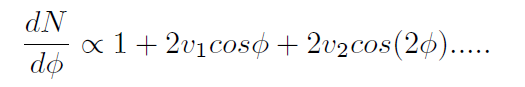 dN/dϕ ∝ 1 + 2v₁cosϕ + 2v₂cos(2ϕ).....